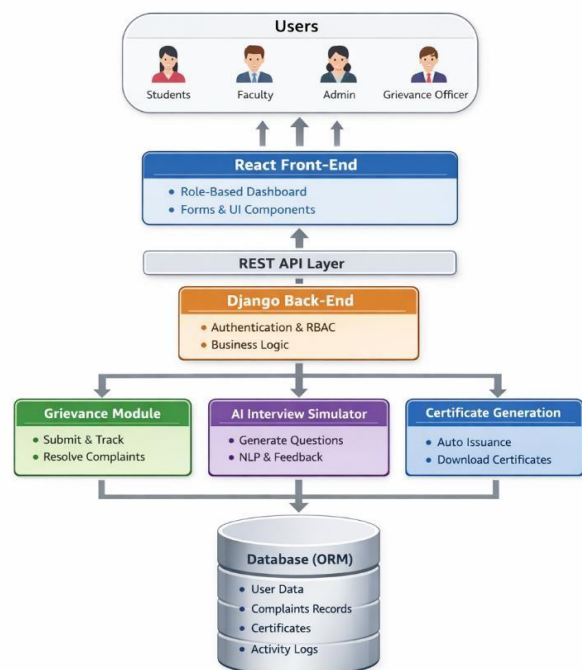 Users
Students Faculty Admin Grievance Officer
React Front-End
• Role-Based Dashboard
• Forms & UI Components
REST API Layer
Django Back-End
• Authentication & RBAC
• Business Logic
Grievance Module
• Submit & Track
• Resolve Complaints
AI Interview Simulator
• Generate Questions
• NLP & Feedback
Certificate Generation
• Auto Issuance
• Download Certificates
Database (ORM)
• User Data
• Complaints Records
• Certificates
• Activity Logs